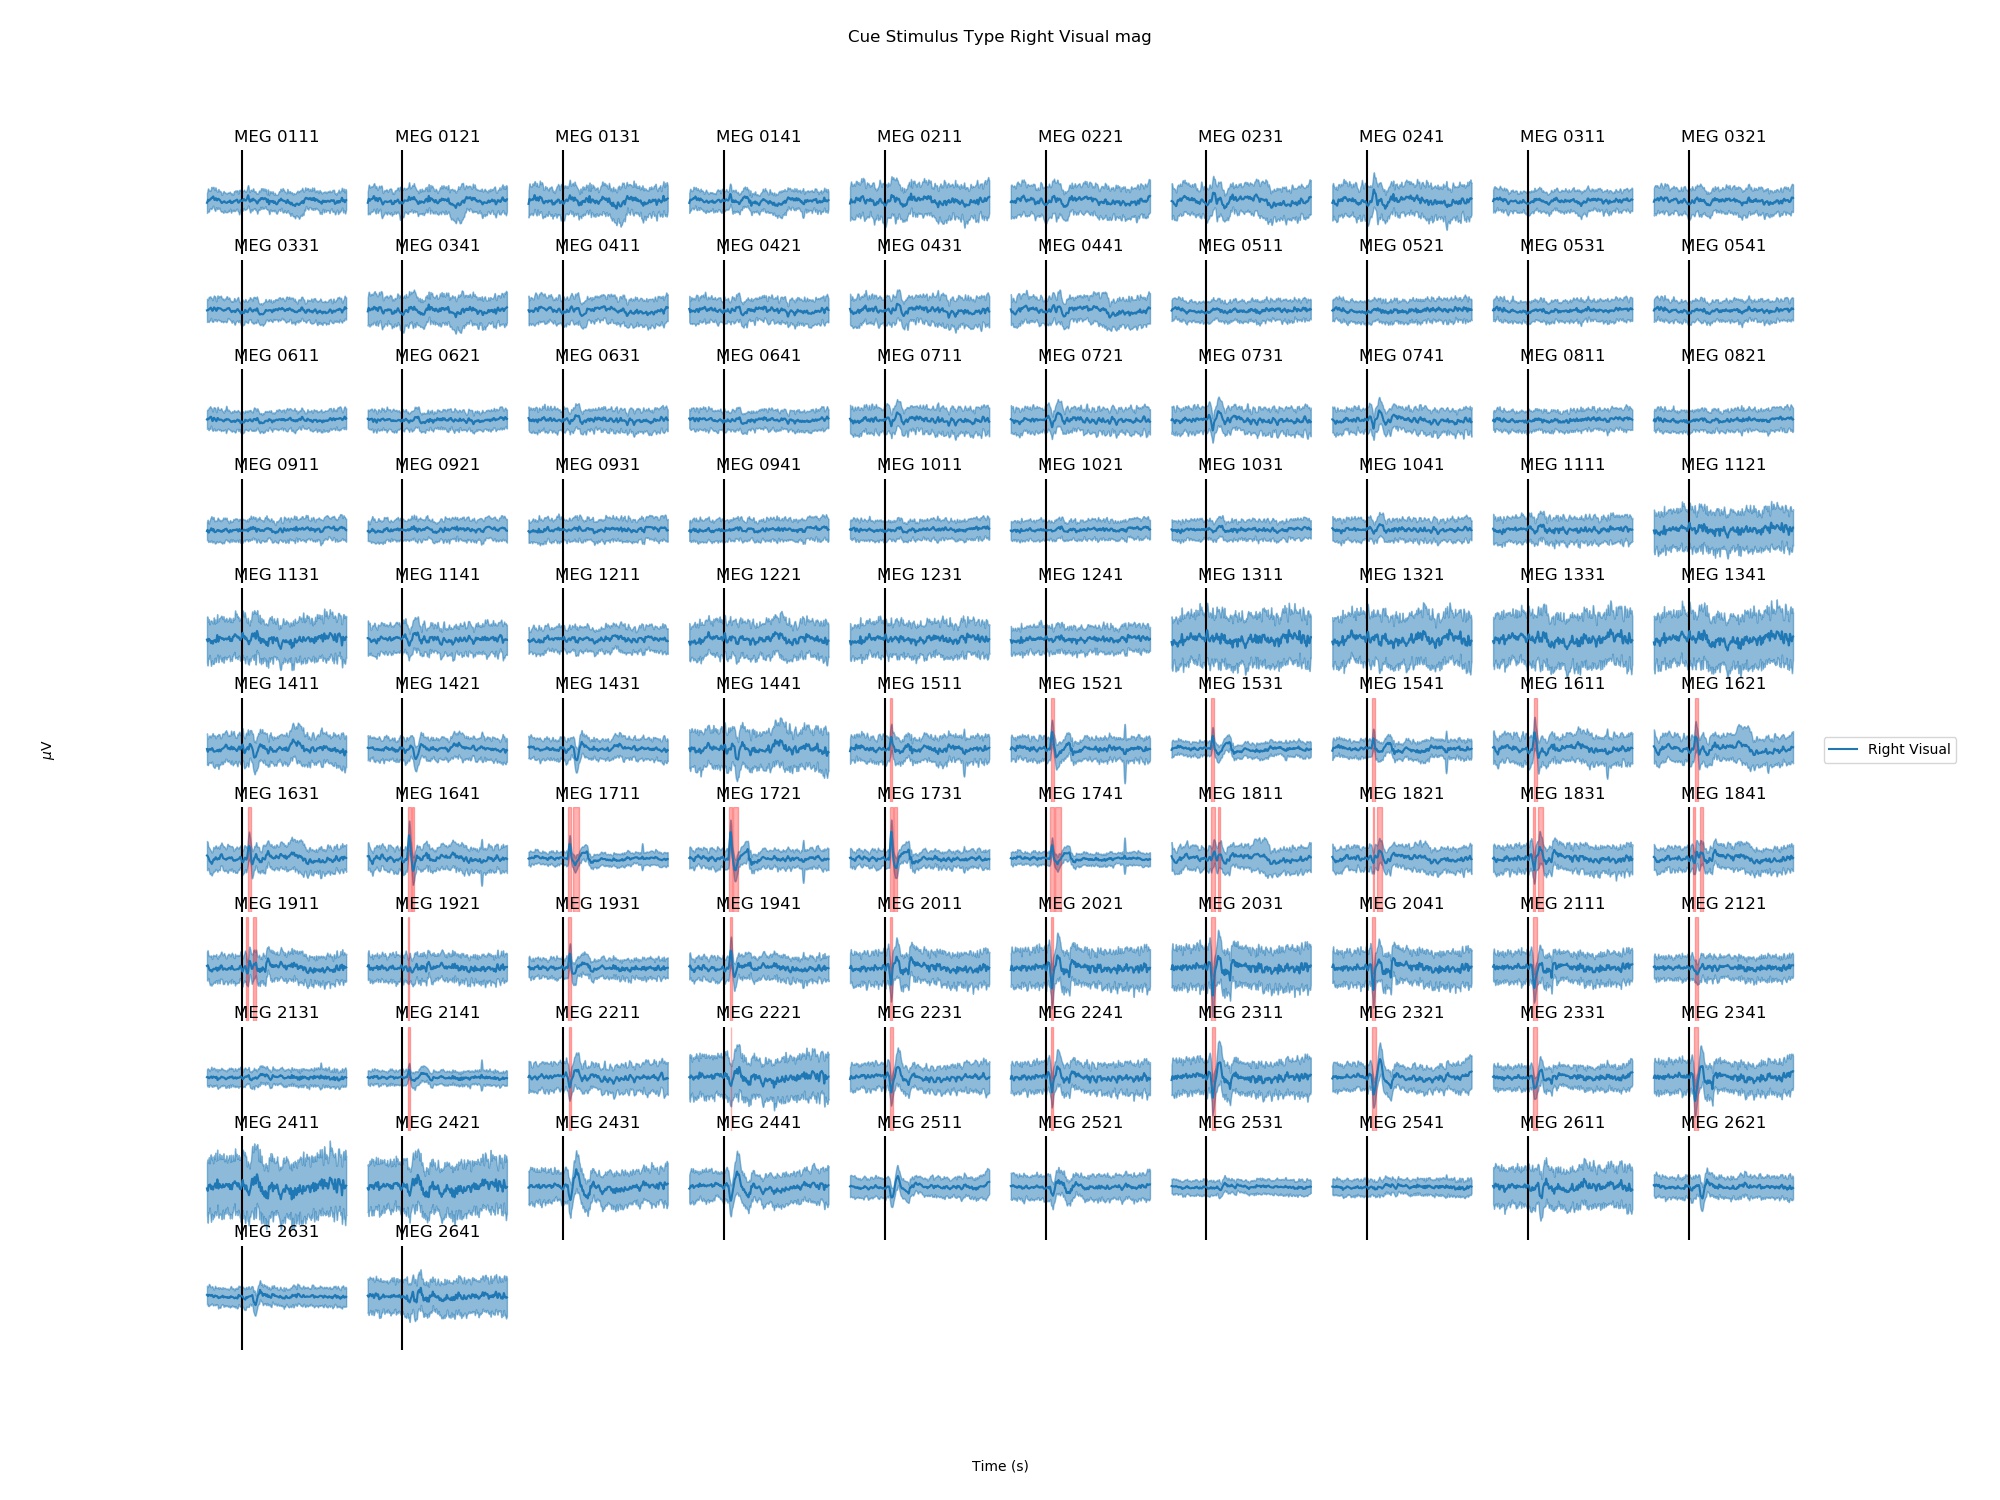 Cue Stimulus Type Right Visual mag
MEG 0111 MEG 0121 MEG 0131 MEG 0141 MEG 0211 MEG 0221 MEG 0231 MEG 0241 MEG 0311 MEG 0321
MEG 0331 MEG 0341 MEG 0411 MEG 0421 MEG 0431 MEG 0441 MEG 0511 MEG 0521 MEG 0531 MEG 0541
MEG 0611 MEG 0621 MEG 0631 MEG 0641 MEG 0711 MEG 0721 MEG 0731 MEG 0741 MEG 0811 MEG 0821
MEG 0911 MEG 0921 MEG 0931 MEG 0941 MEG 1011 MEG 1021 MEG 1031 MEG 1041 MEG 1111 MEG 1121
MEG 1131 MEG 1141 MEG 1211 MEG 1221 MEG 1231 MEG 1241 MEG 1311 MEG 1321 MEG 1331 MEG 1341
MEG 1411 MEG 1421 MEG 1431 MEG 1441 MEG 1511 MEG 1521 MEG 1531 MEG 1541 MEG 1611 MEG 1621
µV
Right Visual
MEG 1631 MEG 1641 MEG 1711 MEG 1721 MEG 1731 MEG 1741 MEG 1811 MEG 1821 MEG 1831 MEG 1841
MEG 1911 MEG 1921 MEG 1931 MEG 1941 MEG 2011 MEG 2021 MEG 2031 MEG 2041 MEG 2111 MEG 2121
MEG 2131 MEG 2141 MEG 2211 MEG 2221 MEG 2231 MEG 2241 MEG 2311 MEG 2321 MEG 2331 MEG 2341
MEG 2411 MEG 2421 MEG 2431 MEG 2441 MEG 2511 MEG 2521 MEG 2531 MEG 2541 MEG 2611 MEG 2621
MEG 2631 MEG 2641
Time (s)